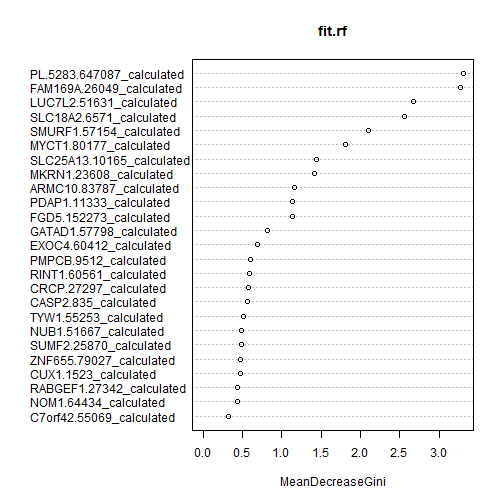 fit.rf
PL.5283.647087_calculated
FAM169A.26049_calculated
LUC7L2.51631_calculated
SLC18A2.6571_calculated
SMURF1.57154_calculated
MYCT1.80177_calculated
SLC25A13.10165_calculated
MKRN1.23608_calculated
ARMC10.83787_calculated
PDAP1.11333_calculated
FGD5.152273_calculated
GATAD1.57798_calculated
EXOC4.60412_calculated
PMPCB.9512_calculated
RINT1.60561_calculated
CRCP.27297_calculated
CASP2.835_calculated
TYW1.55253_calculated
NUB1.51667_calculated
SUMF2.25870_calculated
ZNF655.79027_calculated
CUX1.1523_calculated
RABGEF1.27342_calculated
NOM1.64434_calculated
C7orf42.55069_calculated
0.0 0.5 1.0 1.5 2.0 2.5 3.0
MeanDecreaseGini